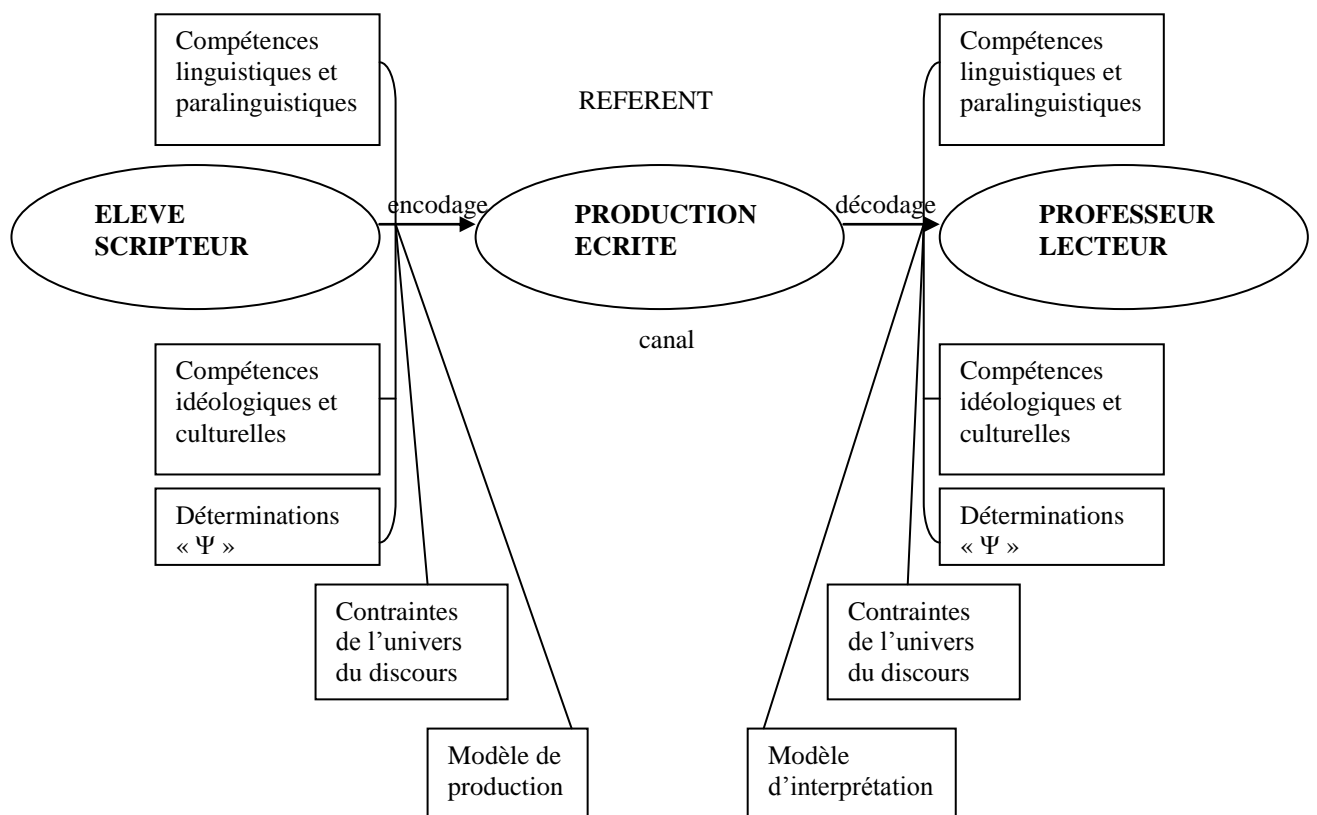 Compétences
linguistiques et
paralinguistiques
REFERENT
Compétences
linguistiques et
paralinguistiques
ELEVE
SCRIPTEUR
encodage
PRODUCTION
ECRITE
décodage
PROFESSEUR
LECTEUR
canal
Compétences
idéologiques et
culturelles
Compétences
idéologiques et
culturelles
Déterminations
« Ψ »
Déterminations
« Ψ »
Contraintes
de l’univers
du discours
Contraintes
de l’univers
du discours
Modèle de
production
Modèle
d’interprétation